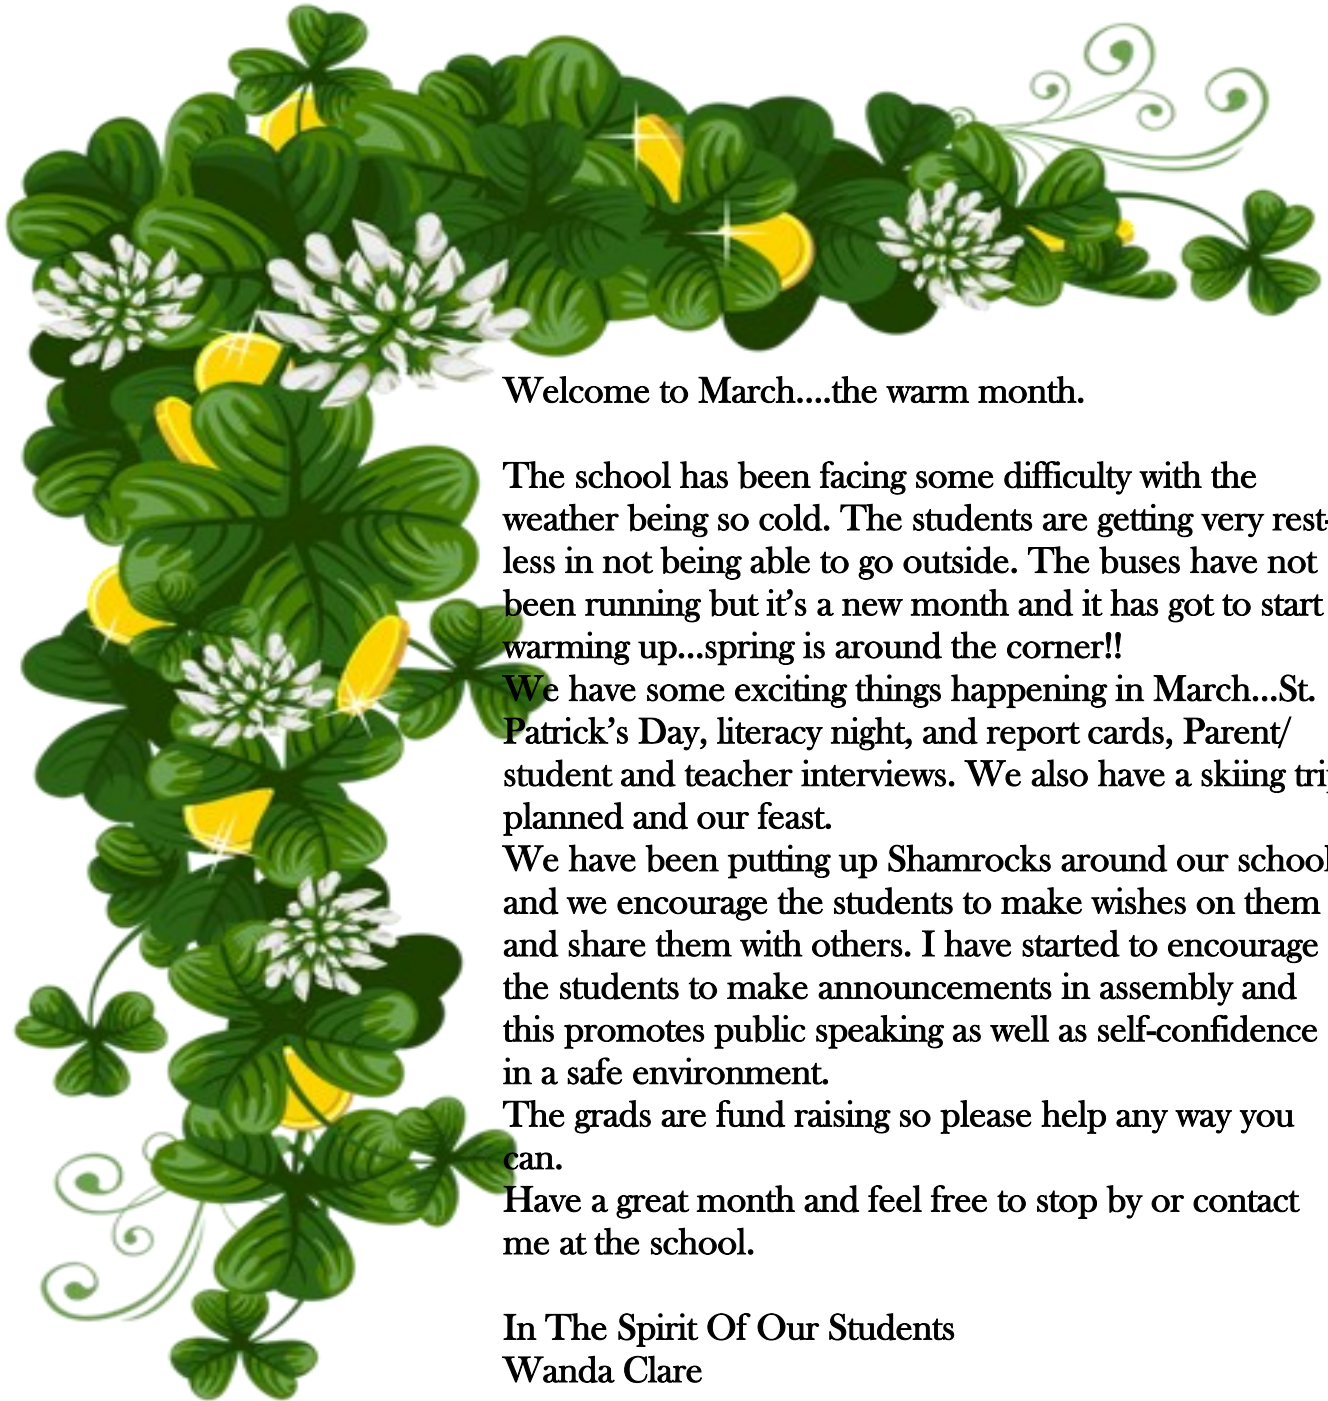 Welcome to March....the warm month.
The school has been facing some difficulty with the
weather being so cold. The students are getting very rest-
less in not being able to go outside. The buses have not
been running but it’s a new month and it has got to start
warming up...spring is around the corner!!
We have some exciting things happening in March...St.
Patrick’s Day, literacy night, and report cards, Parent/
student and teacher interviews. We also have a skiing trip
planned and our feast.
We have been putting up Shamrocks around our school
and we encourage the students to make wishes on them
and share them with others. I have started to encourage
the students to make announcements in assembly and
this promotes public speaking as well as self-confidence
in a safe environment.
The grads are fund raising so please help any way you
can.
Have a great month and feel free to stop by or contact
me at the school.
In The Spirit Of Our Students
Wanda Clare